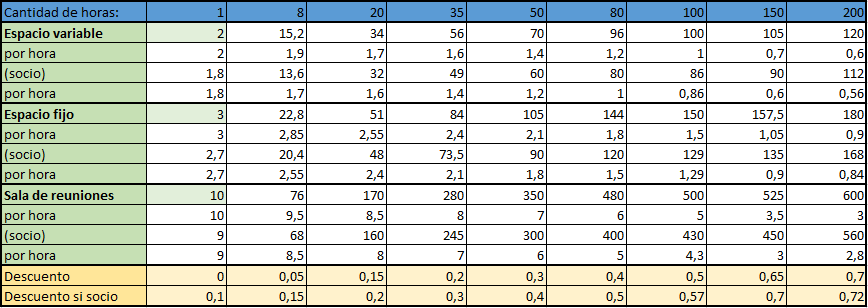 Cantidad de horas: 1 8 20 35 50 80 100 150 200
Espacio variable 2 15,2 34 56 70 96 100 105 120
por hora 2 1,9 1,7 1,6 1,4 1,2 1 0,7 0,6
(socio) 1,8 13,6 32 49 60 80 86 90 112
por hora 1,8 1,7 1,6 1,4 1,2 1 0,86 0,6 0,56
Espacio fijo 3 22,8 51 84 105 144 150 157,5 180
por hora 3 2,85 2,55 2,4 2,1 1,8 1,5 1,05 0,9
(socio) 2,7 20,4 48 73,5 90 120 129 135 168
por hora 2,7 2,55 2,4 2,1 1,8 1,5 1,29 0,9 0,84
Sala de reuniones 10 76 170 280 350 480 500 525 600
por hora 10 9,5 8,5 8 7 6 5 3,5 3
(socio) 9 68 160 245 300 400 430 450 560
por hora 9 8,5 8 7 6 5 4,3 3 2,8
Descuento 0 0,05 0,15 0,2 0,3 0,4 0,5 0,65 0,7
Descuento si socio 0,1 0,15 0,2 0,3 0,4 0,5 0,57 0,7 0,72